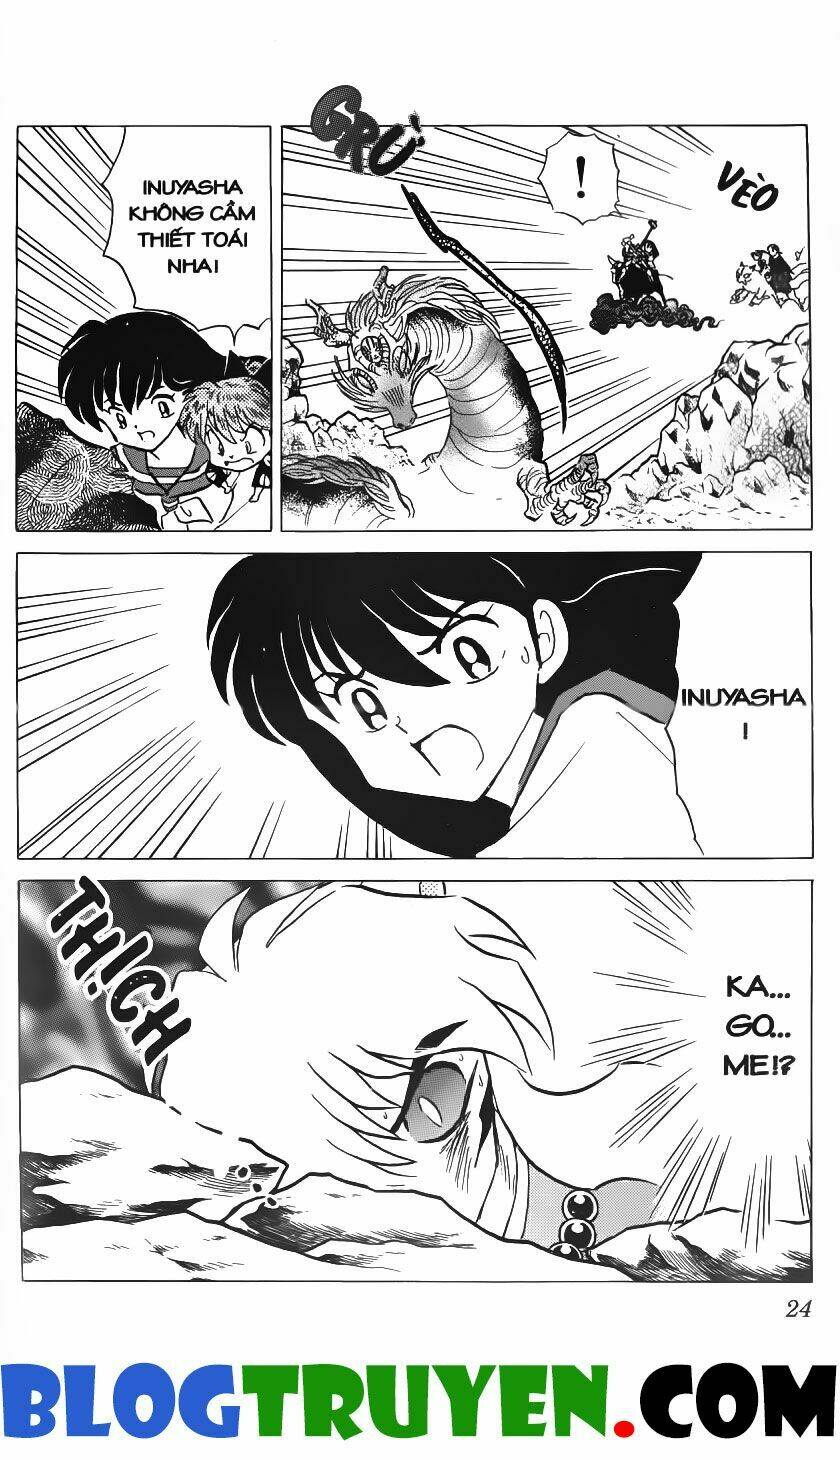 INUYASHA
KHÔNG CẦM
THIẾT TOÁI
NHA!
GRỪ
!
VÈO
INUYASHA
!
THỊCH
KA...
GO...
ME!?
24
BLOGTRUYEN.COM